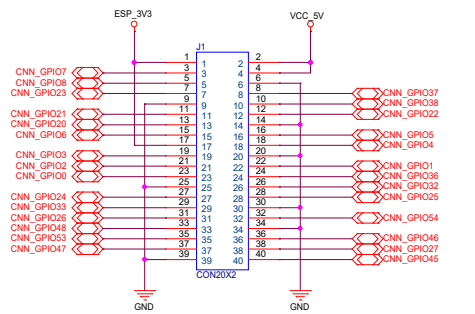 ESP_3V3 VCC_5V
J1
1 1 2 2
CNN_GPIO7 3 3 4 4
CNN_GPIO8 5 5 6 6
CNN_GPIO23 7 7 8 8 CNN_GPIO37
9 9 10 10 CNN_GPIO38
CNN_GPIO21 11 11 12 12 CNN_GPIO22
CNN_GPIO20 13 13 14 14
CNN_GPIO6 15 15 16 16 CNN_GPIO5
17 17 18 18 CNN_GPIO4
CNN_GPIO3 19 19 20 20
CNN_GPIO2 21 21 22 22 CNN_GPIO1
CNN_GPIO0 23 23 24 24 CNN_GPIO36
25 25 26 26 CNN_GPIO32
CNN_GPIO24 27 27 28 28 CNN_GPIO25
CNN_GPIO33 29 29 30 30
CNN_GPIO26 31 31 32 32 CNN_GPIO54
CNN_GPIO48 33 33 34 34
CNN_GPIO53 35 35 36 36 CNN_GPIO46
CNN_GPIO47 37 37 38 38 CNN_GPIO27
39 39 40 40 CNN_GPIO45
CON20X2
GND GND